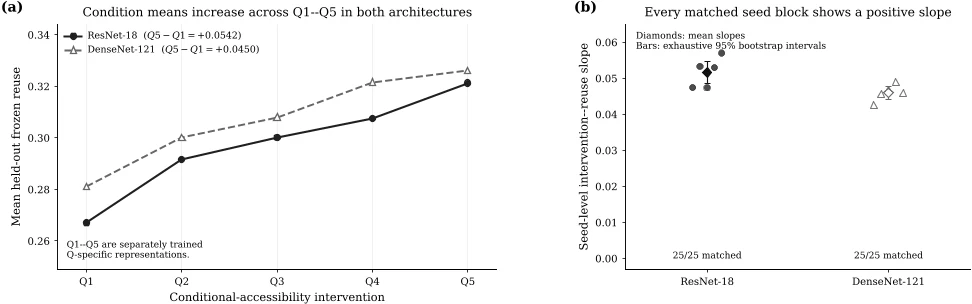 (a)
Condition means increase across Q1--Q5 in both architectures
ResNet-18 (Q5 − Q1 = +0.0542)
DenseNet-121 (Q5 − Q1 = +0.0450)
0.34
0.32
0.30
0.28
0.26
Mean held-out frozen reuse
Q1--Q5 are separately trained
Q-specific representations.
Q1 Q2 Q3 Q4 Q5
Conditional-accessibility intervention
(b)
Every matched seed block shows a positive slope
Diamonds: mean slopes
Bars: exhaustive 95% bootstrap intervals
0.06
0.05
0.04
0.03
0.02
0.01
0.00
Seed-level intervention--reuse slope
25/25 matched 25/25 matched
ResNet-18 DenseNet-121